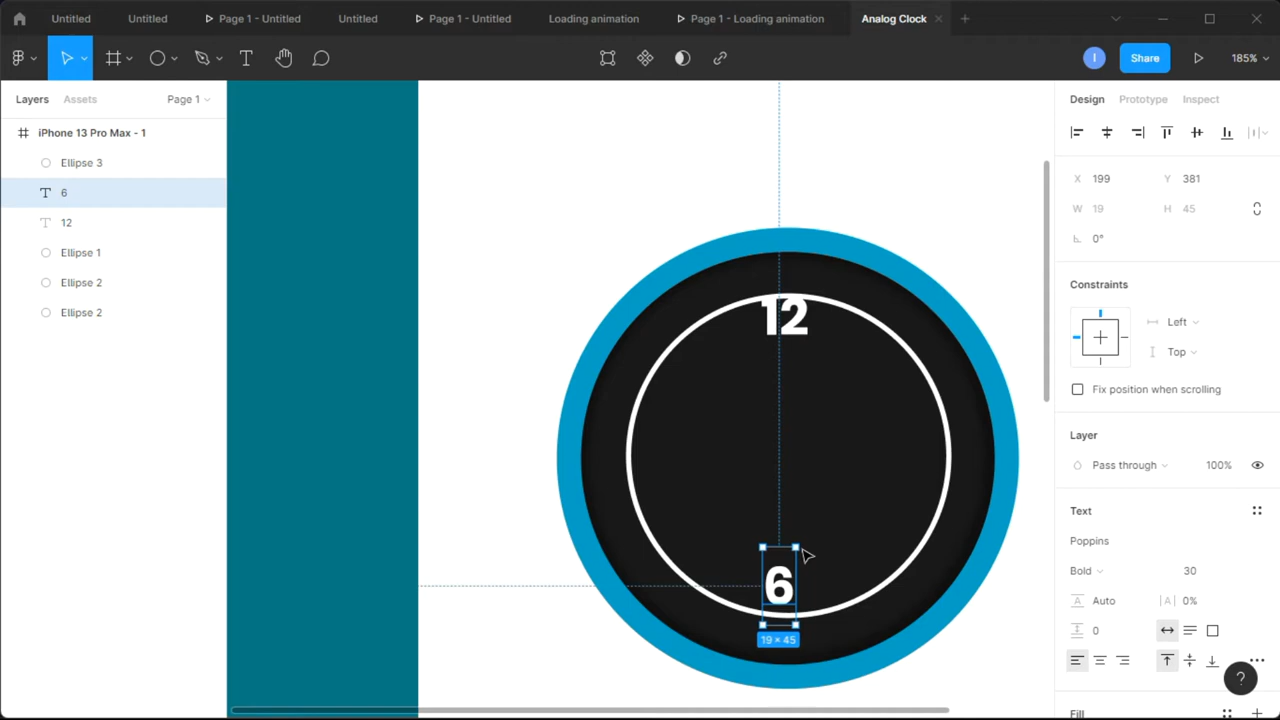 Untitled
Untitled
Page 1 - Untitled
Untitled
Page 1 - Untitled
Loading animation
Page 1 - Loading animation
Analog Clock
I
Share
185%
Layers
Assets
Page 1
iPhone 13 Pro Max - 1
Ellipse 3
6
12
Ellipse 1
Ellipse 2
Ellipse 2
12
6
19 × 45
Design
Prototype
Inspect
X 199
Y 381
W 19
H 45
0°
Constraints
Left
Top
Fix position when scrolling
Layer
Pass through
100%
Text
Poppins
Bold
30
A Auto
|A| 0%
0
?
Fill